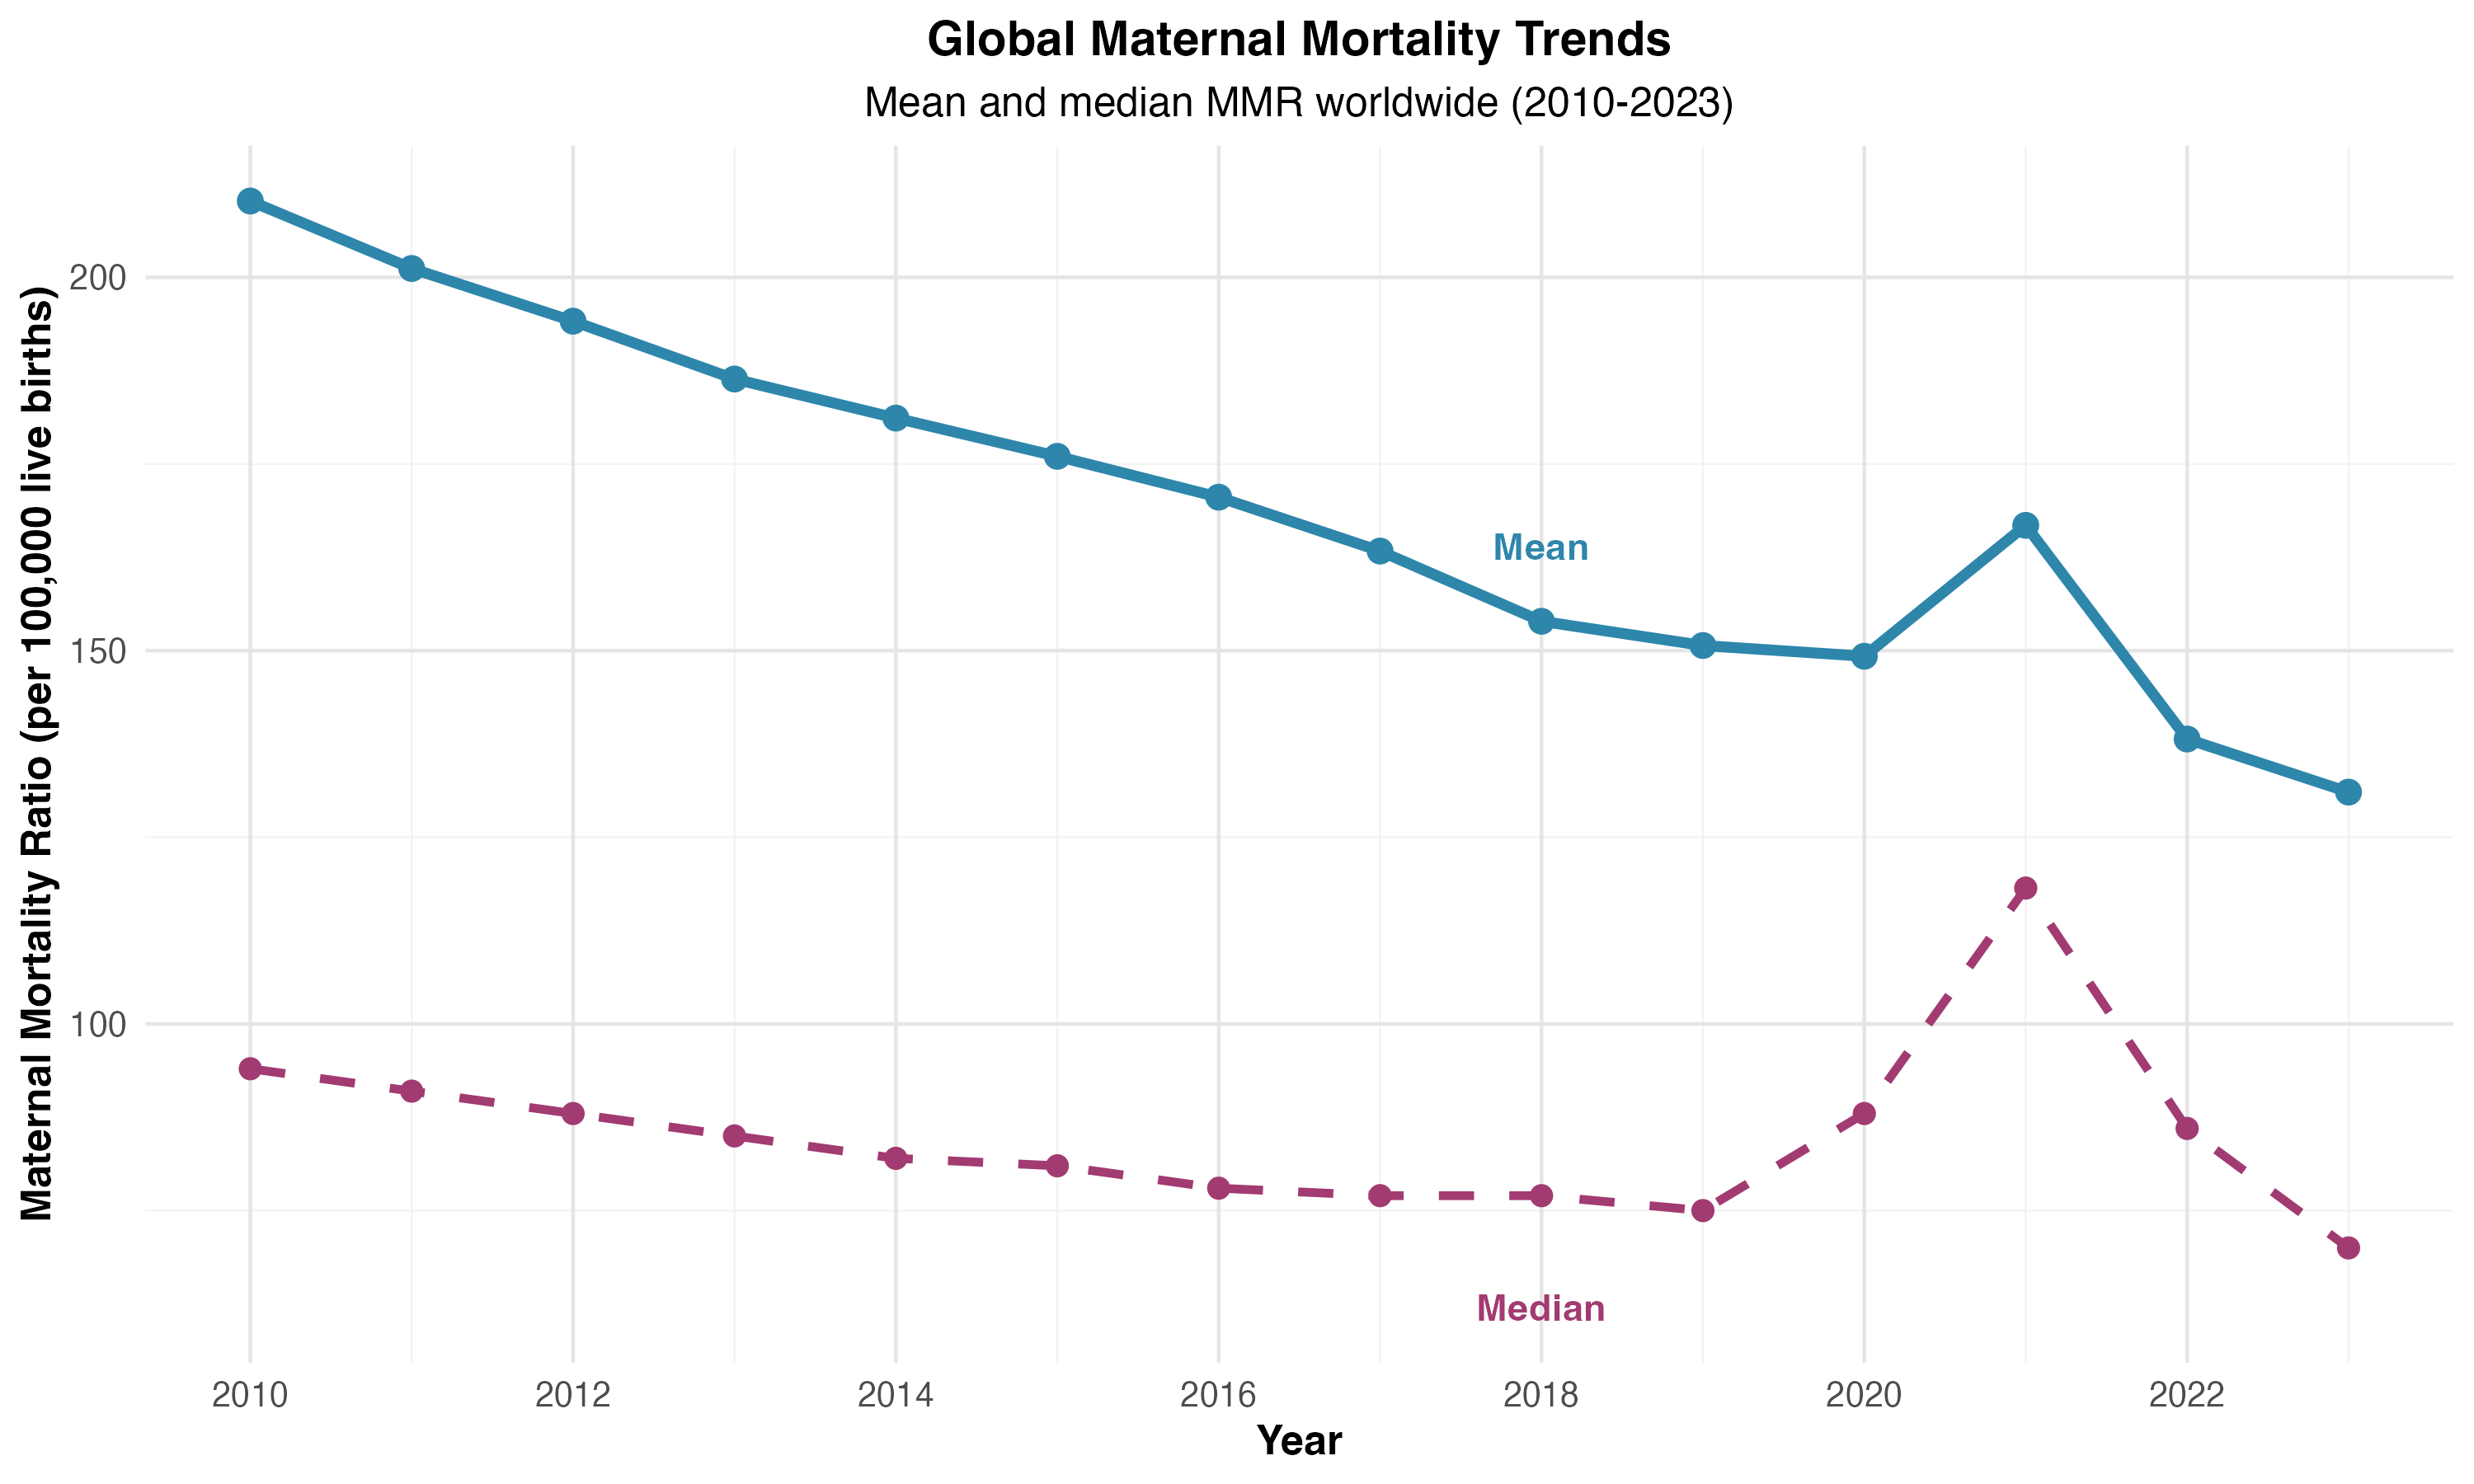 Global Maternal Mortality Trends
Mean and median MMR worldwide (2010-2023)
Maternal Mortality Ratio (per 100,000 live births)
200
150
100
Mean
Median
2010 2012 2014 2016 2018 2020 2022
Year